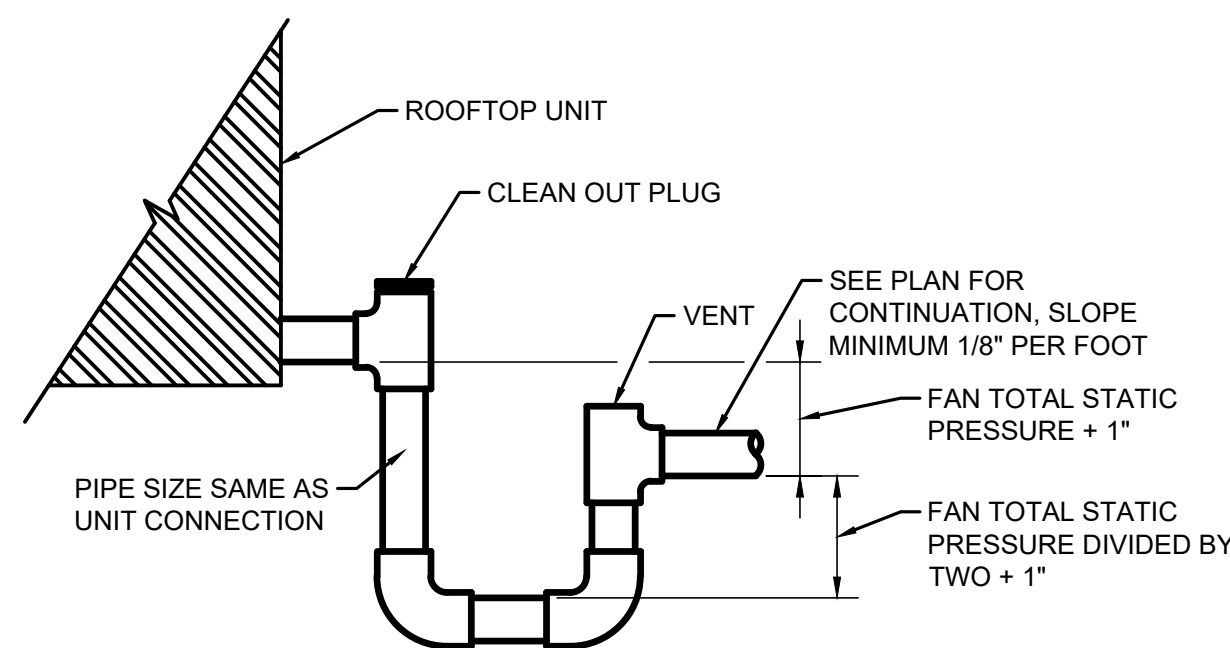 ROOFTOP UNIT
CLEAN OUT PLUG
SEE PLAN FOR
CONTINUATION, SLOPE
MINIMUM 1/8" PER FOOT
VENT
FAN TOTAL STATIC
PRESSURE + 1"
PIPE SIZE SAME AS
UNIT CONNECTION
FAN TOTAL STATIC
PRESSURE DIVIDED BY
TWO + 1"